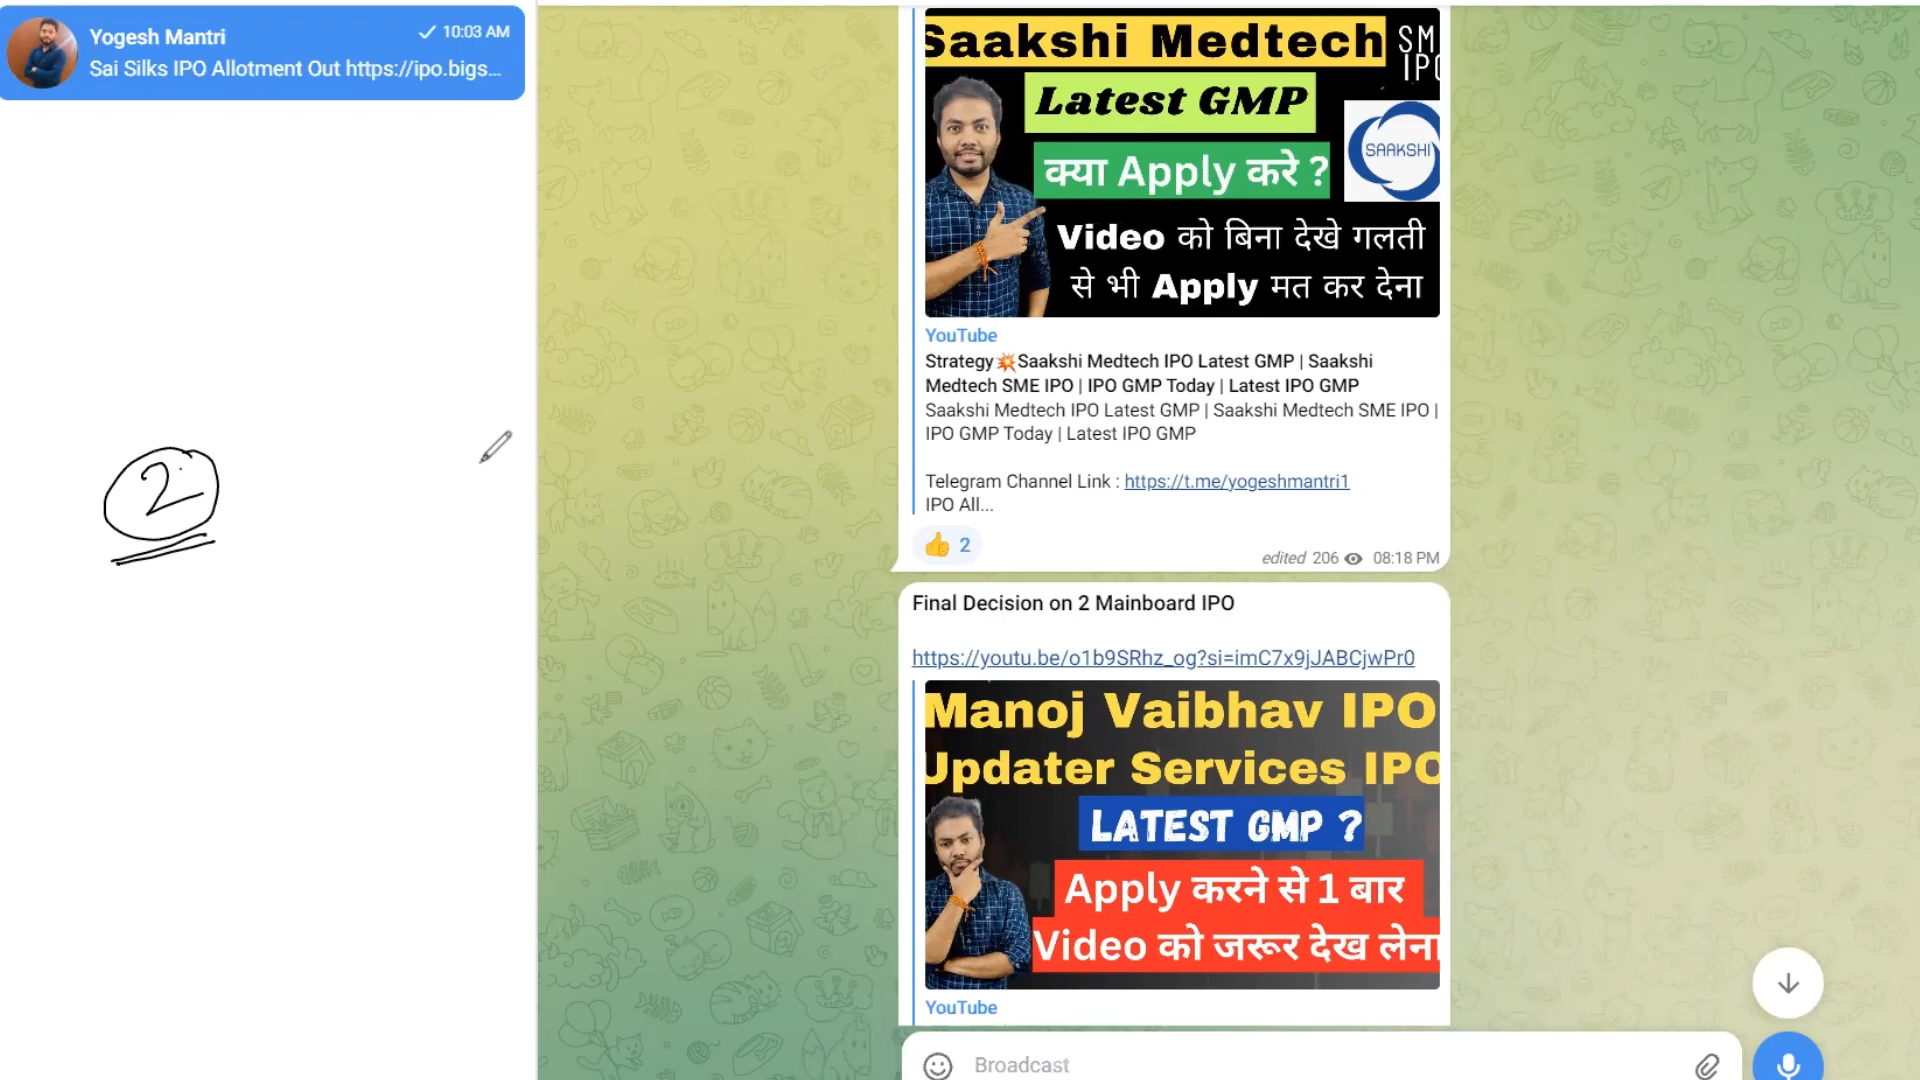 Yogesh Mantri
10:03 AM
Sai Silks IPO Allotment Out https://ipo.bigs...
2
Saakshi Medtech
SM
IPO
Latest GMP
SAAKSHI
क्या Apply करे ?
Video को बिना देखे गलती
से भी Apply मत कर देना
YouTube
Strategy💥Saakshi Medtech IPO Latest GMP | Saakshi
Medtech SME IPO | IPO GMP Today | Latest IPO GMP
Saakshi Medtech IPO Latest GMP | Saakshi Medtech SME IPO |
IPO GMP Today | Latest IPO GMP
Telegram Channel Link : https://t.me/yogeshmantri1
IPO All...
👍 2
edited 206 08:18 PM
Final Decision on 2 Mainboard IPO
https://youtu.be/o1b9SRhz_og?si=imC7x9jJABCjwPr0
Manoj Vaibhav IPO
Updater Services IPO
LATEST GMP ?
Apply करने से 1 बार
Video को जरूर देख लेना
YouTube
Broadcast